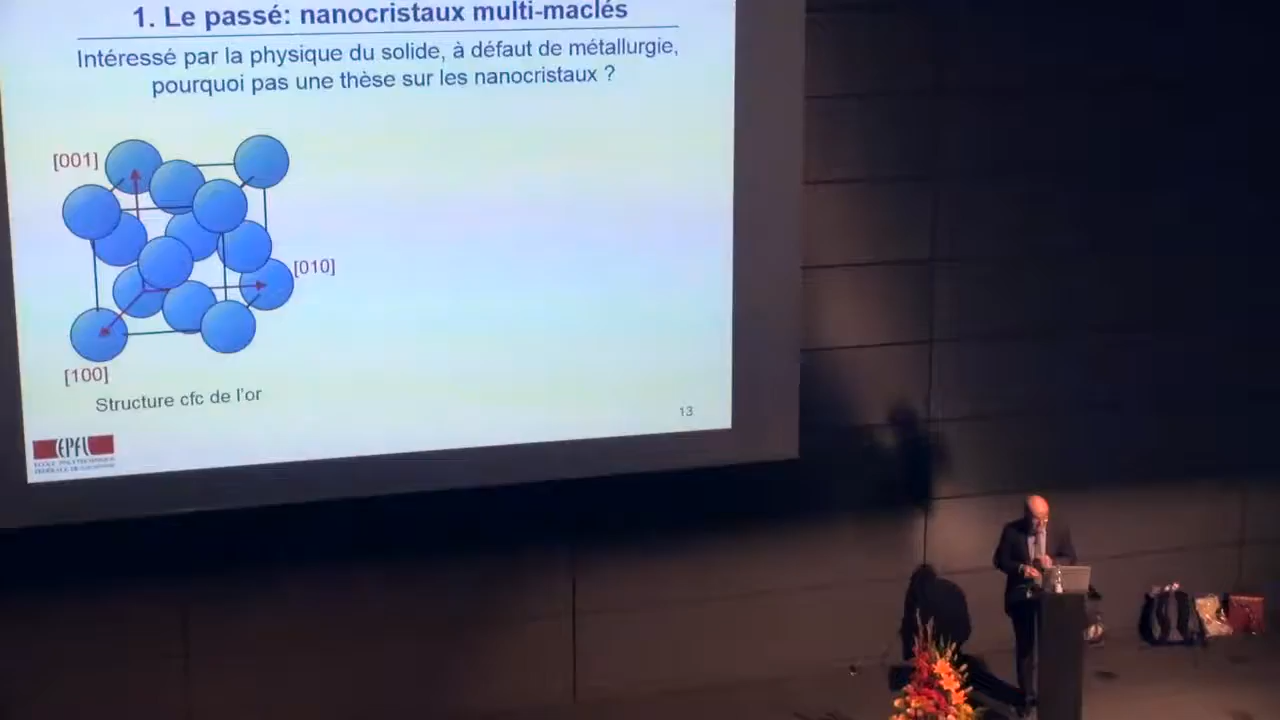 1. Le passé: nanocristaux multi-maclés
Intéressé par la physique du solide, à défaut de métallurgie,
pourquoi pas une thèse sur les nanocristaux ?
[001]
[010]
[100]
Structure cfc de l'or
13
EPFL